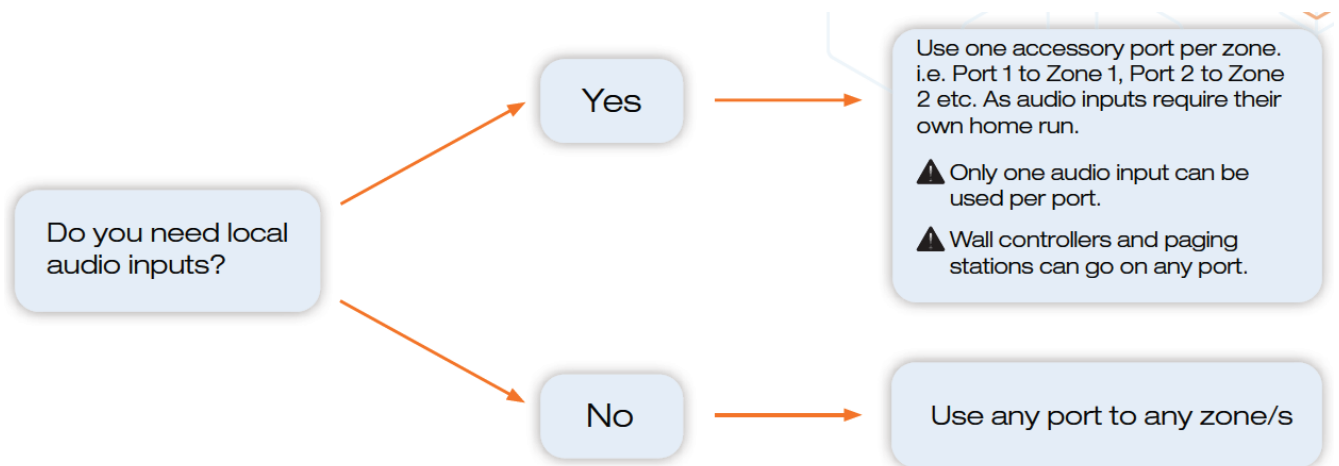 Do you need local
audio inputs?
Yes
Use one accessory port per zone.
i.e. Port 1 to Zone 1, Port 2 to Zone
2 etc. As audio inputs require their
own home run.
Only one audio input can be
used per port.
Wall controllers and paging
stations can go on any port.
No
Use any port to any zone/s